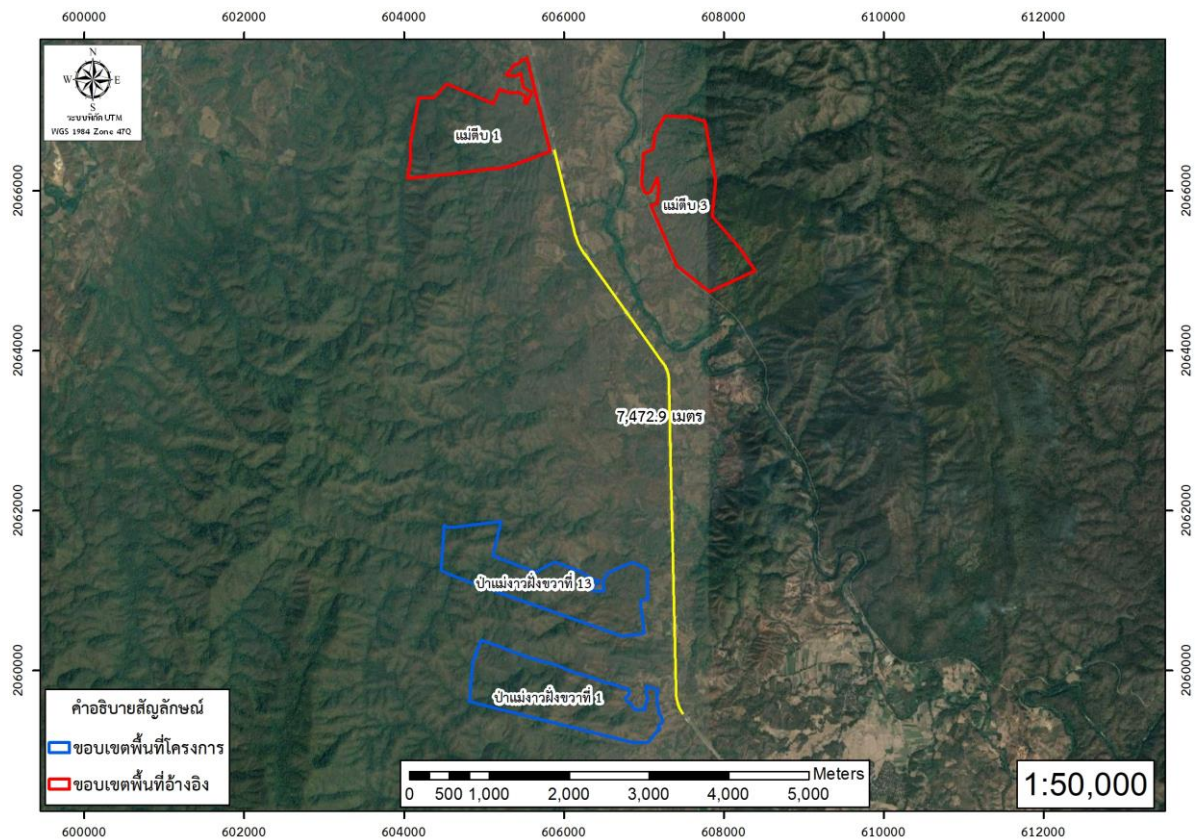 600000
602000
604000
606000
608000
610000
612000
N
W
E
S
ระบบพิกัด UTM
WGS 1984 Zone 47Q
แม่ตีบ 1
2066000
2066000
แม่ตีบ 3
2064000
2064000
7,472.9 เมตร
2062000
2062000
ป่าแม่งาวฝั่งขวาที่ 13
2060000
2060000
ป่าแม่งาวฝั่งขวาที่ 1
คำอธิบายสัญลักษณ์
ขอบเขตพื้นที่โครงการ
ขอบเขตพื้นที่อ้างอิง
Meters
0 500 1,000 2,000 3,000 4,000 5,000
1:50,000
600000
602000
604000
606000
608000
610000
612000